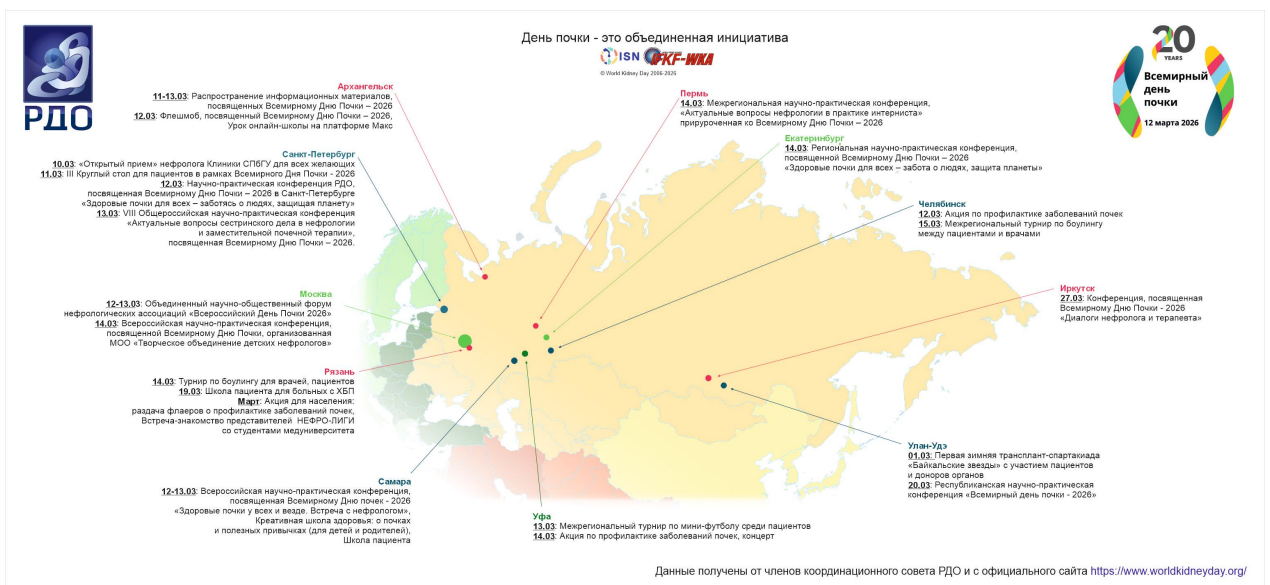 РДО
День почки - это объединенная инициатива
ISN IFKF-WKA
© World Kidney Day 2006-2026
20
YEARS
Всемирный
день
почки
12 марта 2026
Архангельск
11-13.03: Распространение информационных материалов,
посвященных Всемирному Дню Почки – 2026
12.03: Флешмоб, посвященный Всемирному Дню Почки – 2026,
Урок онлайн-школы на платформе Макс
Санкт-Петербург
10.03: «Открытый прием» нефролога Клиники СПбГУ для всех желающих
11.03: III Круглый стол для пациентов в рамках Всемирного Дня Почки - 2026
12.03: Научно-практическая конференция РДО,
посвященная Всемирному Дню Почки – 2026 в Санкт-Петербурге
«Здоровые почки для всех – заботясь о людях, защищая планету»
13.03: VIII Общероссийская научно-практическая конференция
«Актуальные вопросы сестринского дела в нефрологии
и заместительной почечной терапии»,
посвященная Всемирному Дню Почки – 2026.
Москва
12-13.03: Объединенный научно-общественный форум
нефрологических ассоциаций «Всероссийский День Почки 2026»
14.03: Всероссийская научно-практическая конференция,
посвященной Всемирному Дню Почки, организованная
МОО «Творческое объединение детских нефрологов»
Рязань
14.03: Турнир по боулингу для врачей, пациентов
19.03: Школа пациента для больных с ХБП
Март: Акция для населения:
раздача флаеров о профилактике заболеваний почек,
Встреча-знакомство представителей НЕФРО-ЛИГИ
со студентами медуниверситета
Самара
12-13.03: Всероссийская научно-практическая конференция,
посвященная Всемирному Дню почек - 2026
«Здоровые почки у всех и везде. Встреча с нефрологом»,
Креативная школа здоровья: о почках
и полезных привычках (для детей и родителей),
Школа пациента
Пермь
14.03: Межрегиональная научно-практическая конференция,
«Актуальные вопросы нефрологии в практике интерниста»
прируроченная ко Всемирному Дню Почки – 2026
Екатеринбург
14.03: Региональная научно-практическая конференция,
посвященной Всемирному Дню Почки – 2026
«Здоровые почки для всех – забота о людях, защита планеты»
Челябинск
12.03: Акция по профилактике заболеваний почек
15.03: Межрегиональный турнир по боулингу
между пациентами и врачами
Иркутск
27.03: Конференция, посвященная
Всемирному Дню Почки - 2026
«Диалоги нефролога и терапевта»
Улан-Удэ
01.03: Первая зимняя трансплант-спартакиада
«Байкальские звезды» с участием пациентов
и доноров органов
20.03: Республиканская научно-практическая
конференция «Всемирный день почки - 2026»
Уфа
13.03: Межрегиональный турнир по мини-футболу среди пациентов
14.03: Акция по профилактике заболеваний почек, концерт
Данные получены от членов координационного совета РДО и с официального сайта https://www.worldkidneyday.org/